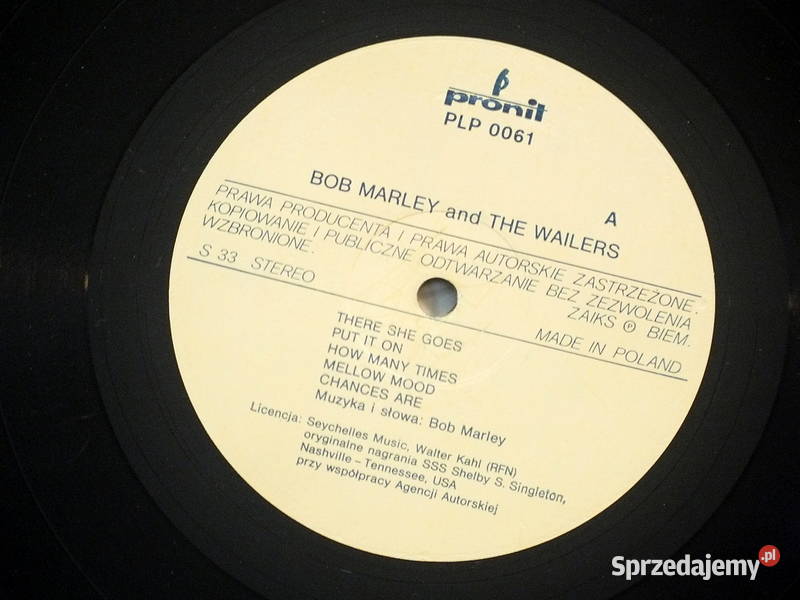 pronit
PLP 0061
A
BOB MARLEY and THE WAILERS
PRAWA PRODUCENTA I PRAWA AUTORSKIE ZASTRZEŻONE.
KOPIOWANIE I PUBLICZNE ODTWARZANIE BEZ ZEZWOLENIA
WZBRONIONE.
ZAIKS ℗ BIEM.
S 33 STEREO
MADE IN POLAND
THERE SHE GOES
PUT IT ON
HOW MANY TIMES
MELLOW MOOD
CHANCES ARE
Muzyka i słowa: Bob Marley
Licencja: Seychelles Music, Walter Kahl (RFN)
oryginalne nagrania SSS Shelby S. Singleton,
Nashville – Tennessee, USA
przy współpracy Agencji Autorskiej
Sprzedajemy.pl